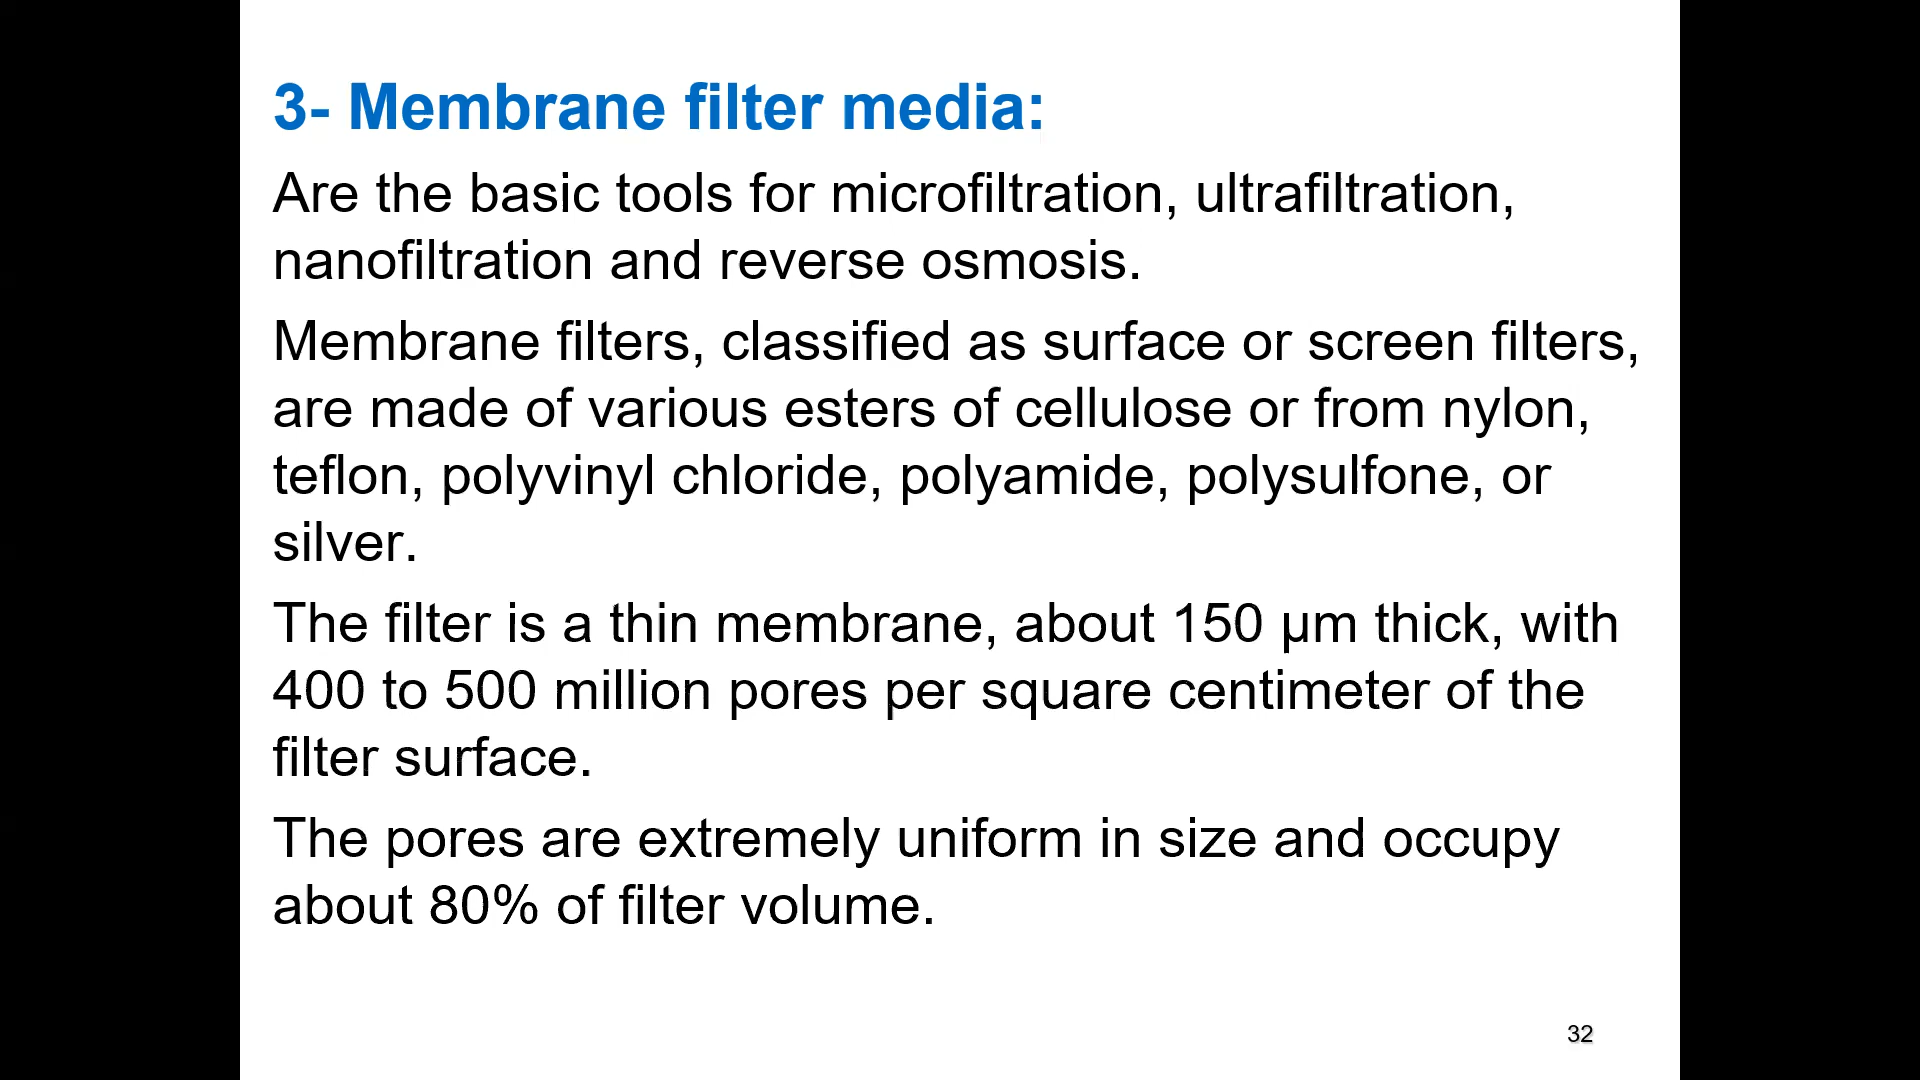 3- Membrane filter media:
Are the basic tools for microfiltration, ultrafiltration,
nanofiltration and reverse osmosis.
Membrane filters, classified as surface or screen filters,
are made of various esters of cellulose or from nylon,
teflon, polyvinyl chloride, polyamide, polysulfone, or
silver.
The filter is a thin membrane, about 150 μm thick, with
400 to 500 million pores per square centimeter of the
filter surface.
The pores are extremely uniform in size and occupy
about 80% of filter volume.
32